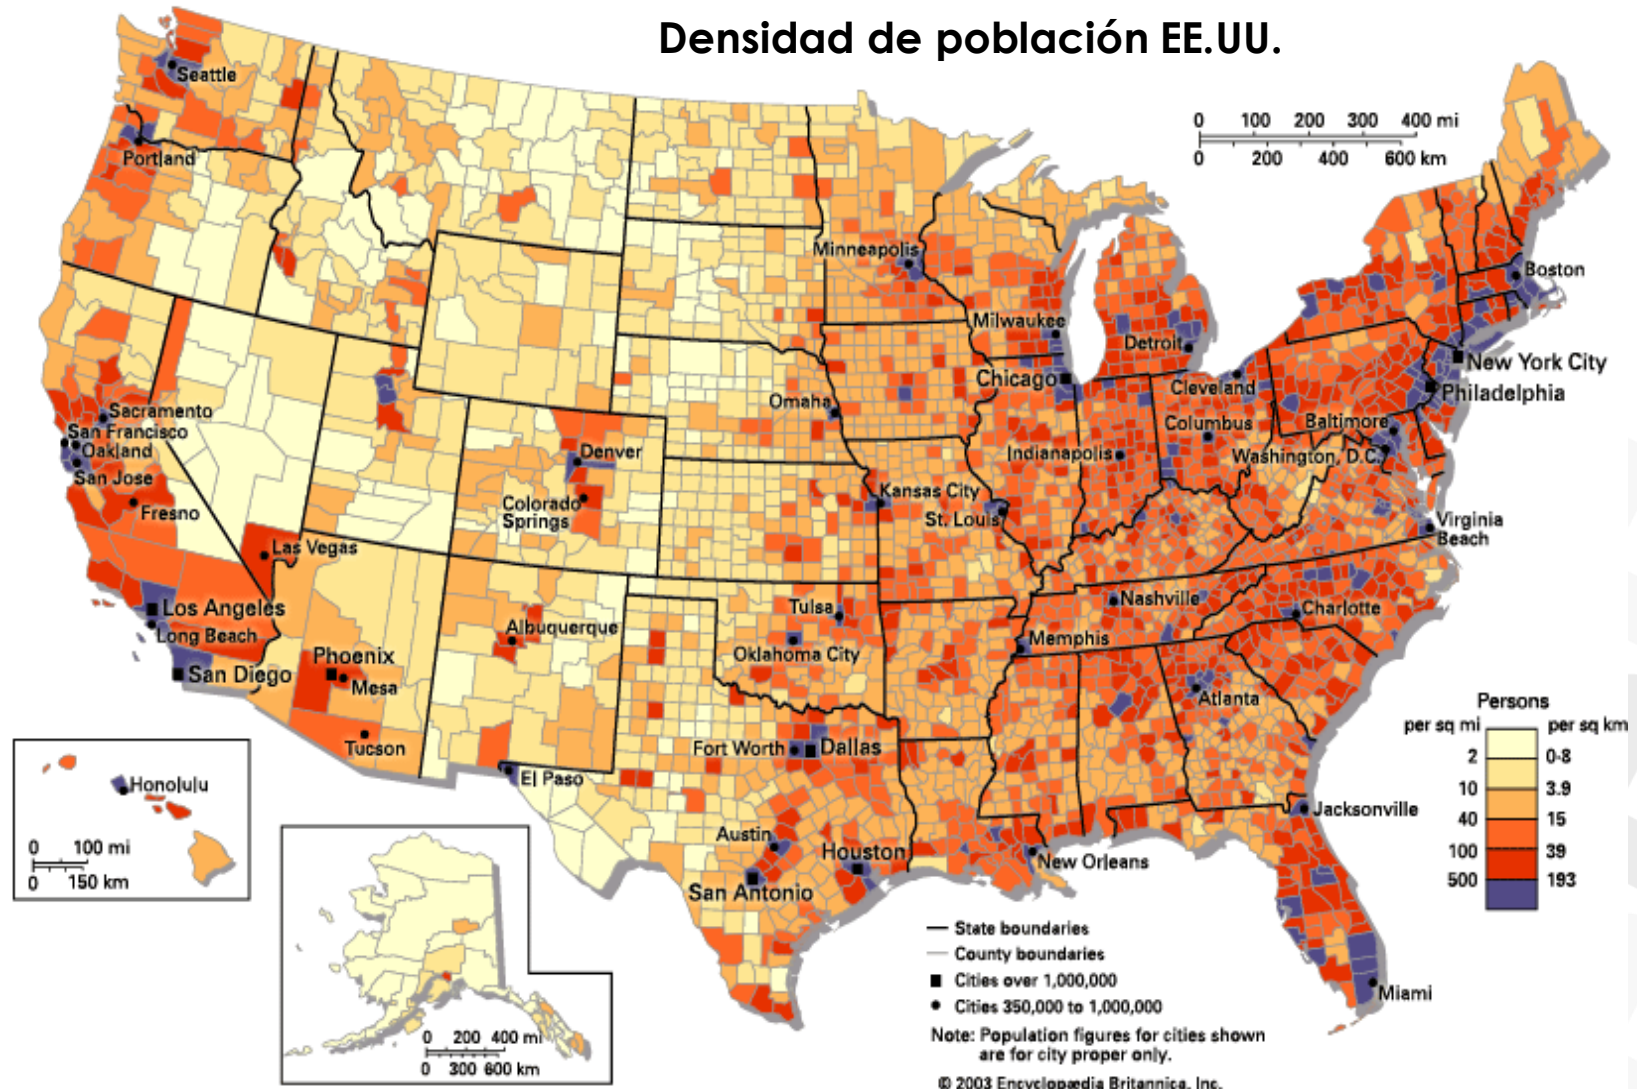 Densidad de población EE.UU.
0 100 200 300 400 mi
0 200 400 600 km
Seattle
Portland
Minneapolis
Boston
Milwaukee
Detroit
New York City
Chicago
Cleveland
Philadelphia
Omaha
Sacramento
Columbus
Baltimore
San Francisco
Oakland
Denver
Indianapolis
Washington, D.C.
San Jose
Kansas City
Colorado
Springs
St. Louis
Fresno
Virginia
Beach
Las Vegas
Los Angeles
Tulsa
Nashville
Charlotte
Long Beach
Albuquerque
Memphis
Phoenix
Oklahoma City
San Diego
Mesa
Atlanta
Tucson
Fort Worth
Dallas
El Paso
Persons
per sq mi per sq km
2 0·8
10 3.9
40 15
100 39
500 193
Honolulu
0 100 mi
0 150 km
Jacksonville
Austin
Houston
New Orleans
San Antonio
Miami
0 200 400 mi
0 300 600 km
State boundaries
County boundaries
Cities over 1,000,000
Cities 350,000 to 1,000,000
Note: Population figures for cities shown
are for city proper only.
© 2003 Encyclopædia Britannica, Inc.